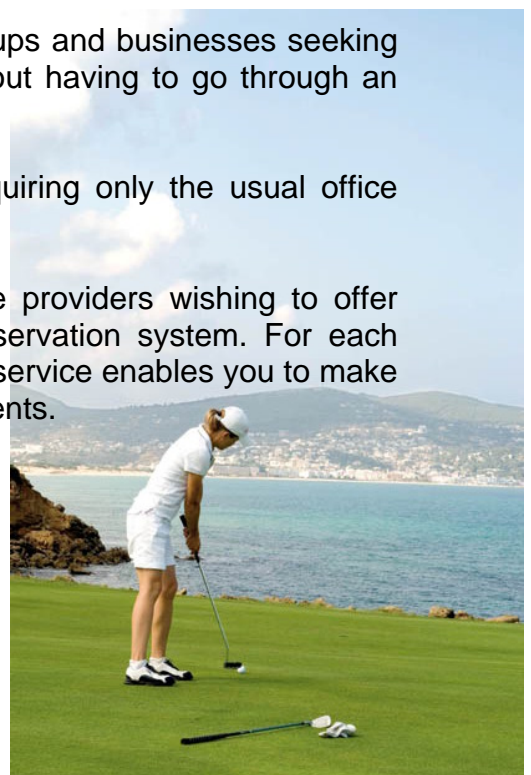 ups and businesses seeking
out having to go through an
quiring only the usual office
e providers wishing to offer
servation system. For each
service enables you to make
ents.